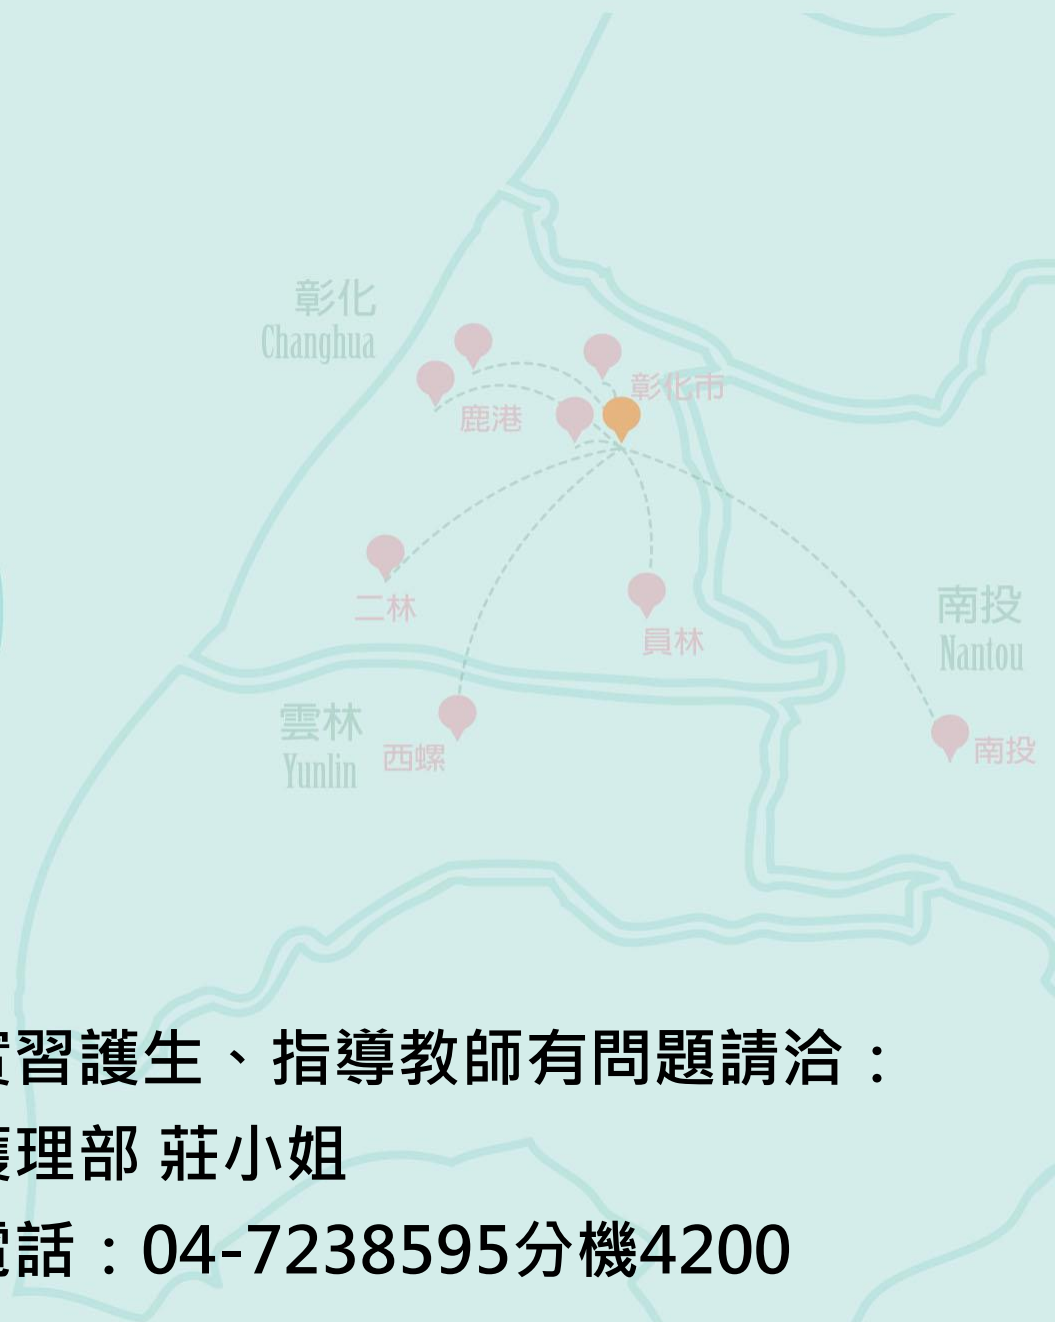 彰化
Changhua
彰化市
鹿港
二林
員林
南投
Nantou
雲林
Yunlin
西螺
南投
實習護生、指導教師有問題請洽：
護理部 莊小姐
電話：04-7238595分機4200